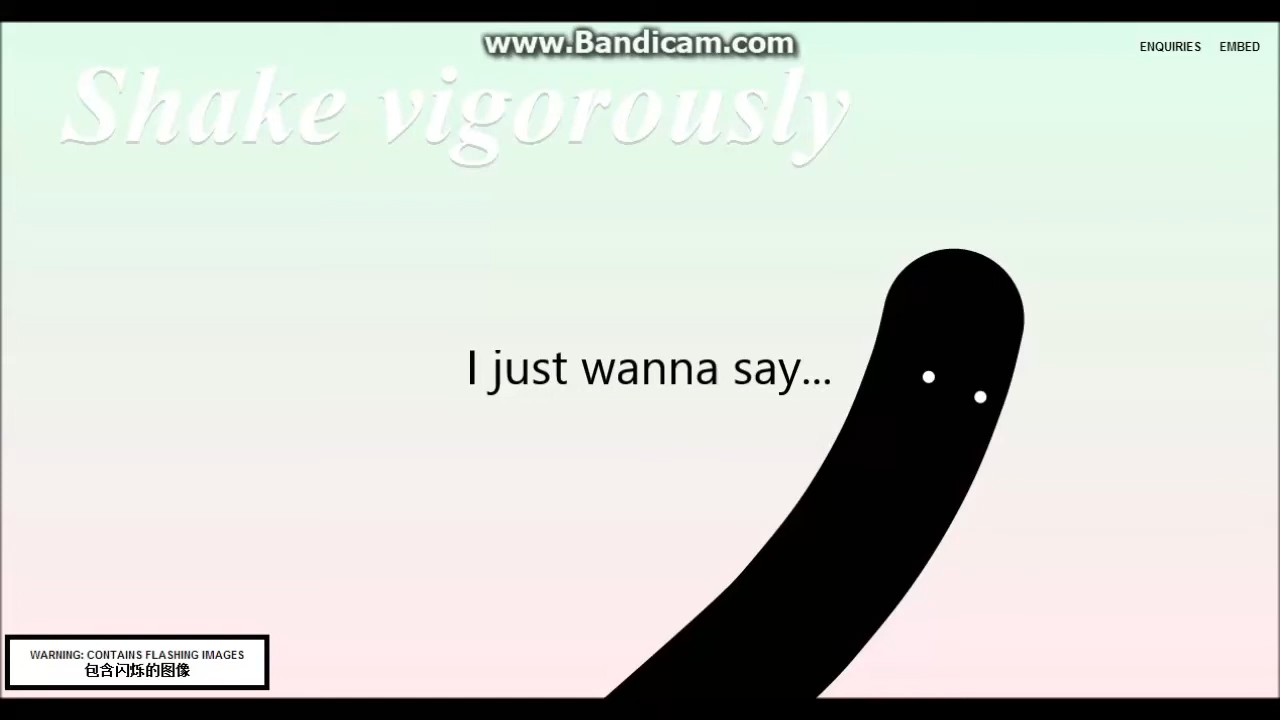 www.Bandicam.com
ENQUIRIES EMBED
Shake vigorously
I just wanna say...
WARNING: CONTAINS FLASHING IMAGES
包含闪烁的图像